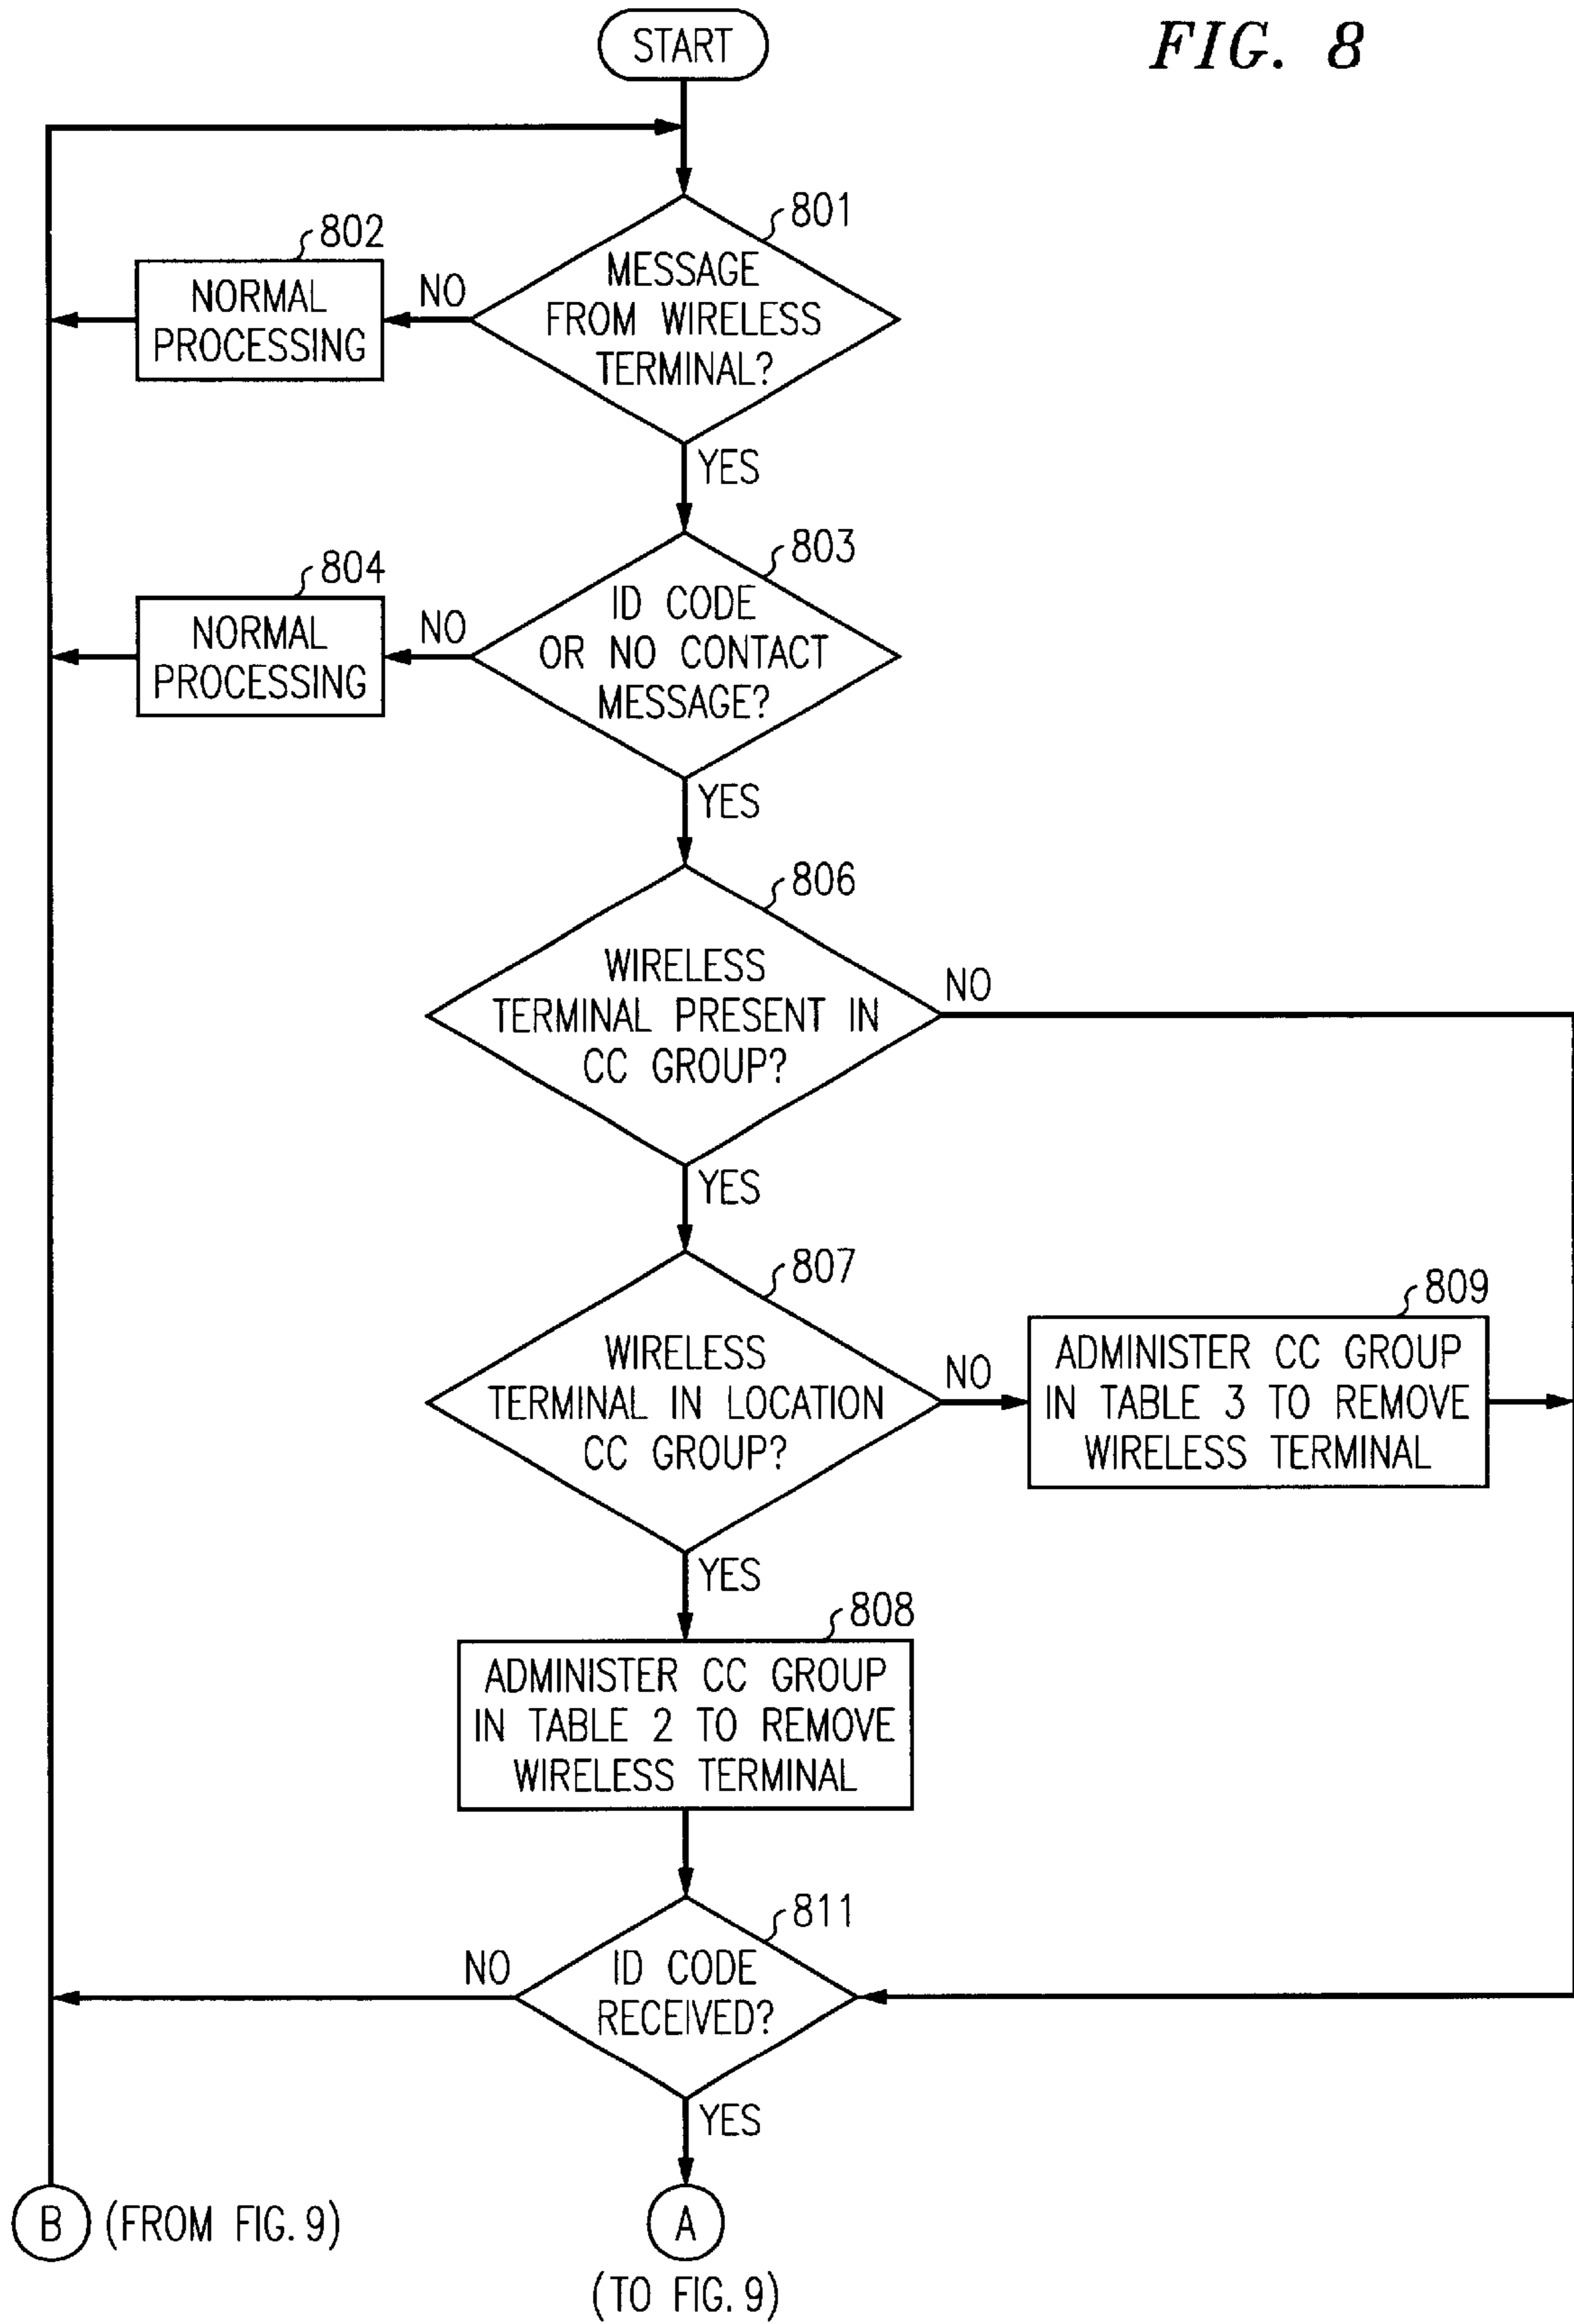 START
FIG. 8
801
MESSAGE
FROM WIRELESS
TERMINAL?
802
NORMAL
PROCESSING
NO
YES
803
ID CODE
OR NO CONTACT
MESSAGE?
804
NORMAL
PROCESSING
NO
YES
806
WIRELESS
TERMINAL PRESENT IN
CC GROUP?
NO
YES
807
WIRELESS
TERMINAL IN LOCATION
CC GROUP?
NO
809
ADMINISTER CC GROUP
IN TABLE 3 TO REMOVE
WIRELESS TERMINAL
YES
808
ADMINISTER CC GROUP
IN TABLE 2 TO REMOVE
WIRELESS TERMINAL
811
ID CODE
RECEIVED?
NO
YES
B (FROM FIG. 9)
A
(TO FIG. 9)